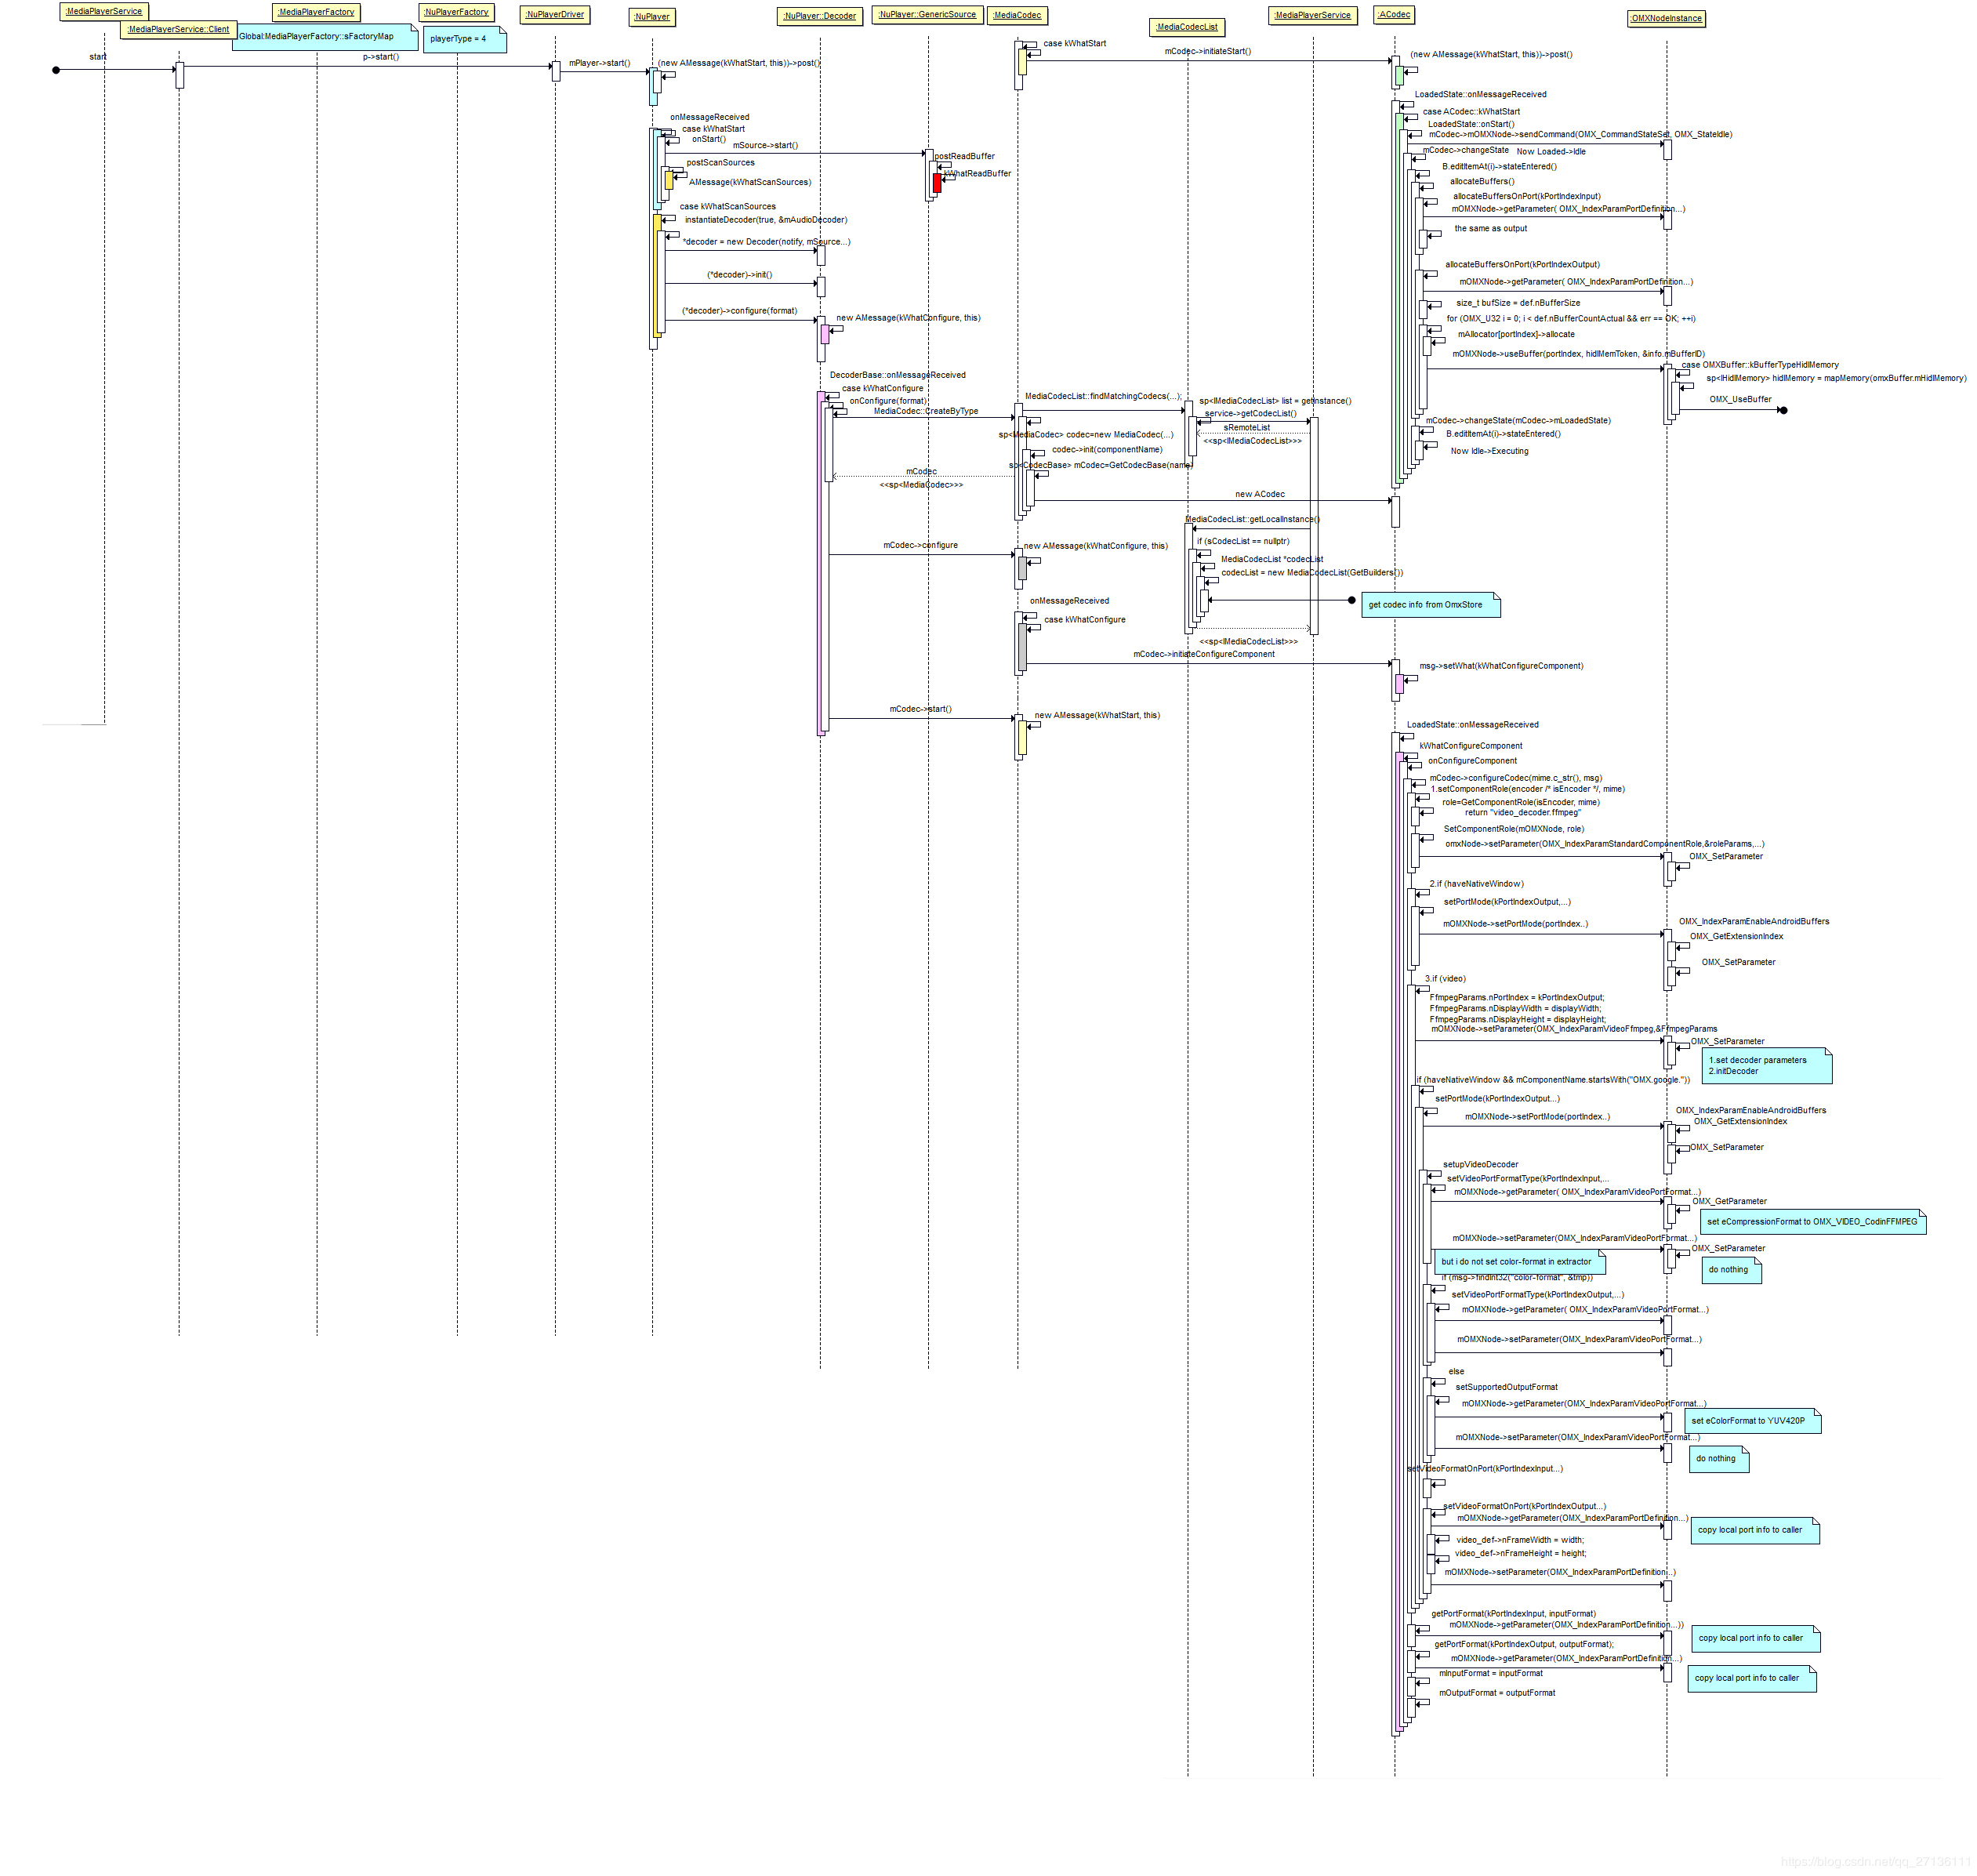 :MediaPlayerService
:MediaPlayerService::Client
:MediaPlayerFactory
:NuPlayerFactory
:NuPlayerDriver
:NuPlayer
:NuPlayer::Decoder
:NuPlayer::GenericSource
:MediaCodec
:MediaCodecList
:MediaPlayerService
:ACodec
:OMXNodeInstance
Global:MediaPlayerFactory::sFactoryMap
playerType = 4
start
p->start()
mPlayer->start()
(new AMessage(kWhatStart, this))->post()
onMessageReceived
case kWhatStart
onStart()
mSource->start()
postReadBuffer
kWhatReadBuffer
postScanSources
AMessage(kWhatScanSources)
case kWhatScanSources
instantiateDecoder(true, &mAudioDecoder)
*decoder = new Decoder(notify, mSource...)
(*decoder)->init()
(*decoder)->configure(format)
new AMessage(kWhatConfigure, this)
DecoderBase::onMessageReceived
case kWhatConfigure
onConfigure(format)
MediaCodec::CreateByType
mCodec
<<sp<MediaCodec>>>
mCodec->configure
mCodec->start()
case kWhatStart
mCodec->initiateStart()
MediaCodecList::findMatchingCodecs(...);
sp<MediaCodec> codec=new MediaCodec(...)
codec->init(componentName)
sp<CodecBase> mCodec=GetCodecBase(name)
new ACodec
new AMessage(kWhatConfigure, this)
onMessageReceived
case kWhatConfigure
mCodec->initiateConfigureComponent
new AMessage(kWhatStart, this)
sp<IMediaCodecList> list = getInstance()
service->getCodecList()
sRemoteList
<<sp<IMediaCodecList>>>
MediaCodecList::getLocalInstance()
if (sCodecList == nullptr)
MediaCodecList *codecList
codecList = new MediaCodecList(GetBuilders())
get codec info from OmxStore
<<sp<IMediaCodecList>>>
(new AMessage(kWhatStart, this))->post()
LoadedState::onMessageReceived
case ACodec::kWhatStart
LoadedState::onStart()
mCodec->mOMXNode->sendCommand(OMX_CommandStateSet, OMX_StateIdle)
mCodec->changeState
Now Loaded->Idle
B.editItemAt(i)->stateEntered()
allocateBuffers()
allocateBuffersOnPort(kPortIndexInput)
mOMXNode->getParameter( OMX_IndexParamPortDefinition...)
the same as output
allocateBuffersOnPort(kPortIndexOutput)
mOMXNode->getParameter( OMX_IndexParamPortDefinition...)
size_t bufSize = def.nBufferSize
for (OMX_U32 i = 0; i < def.nBufferCountActual && err == OK; ++i)
mAllocator[portIndex]->allocate
mOMXNode->useBuffer(portIndex, hidlMemToken, &info.mBufferID)
case OMXBuffer::kBufferTypeHidlMemory
sp<IHidlMemory> hidlMemory = mapMemory(omxBuffer.mHidlMemory)
OMX_UseBuffer
mCodec->changeState(mCodec->mLoadedState)
B.editItemAt(i)->stateEntered()
Now Idle->Executing
msg->setWhat(kWhatConfigureComponent)
LoadedState::onMessageReceived
kWhatConfigureComponent
onConfigureComponent
mCodec->configureCodec(mime.c_str(), msg)
1.setComponentRole(encoder /* isEncoder */, mime)
role=GetComponentRole(isEncoder, mime)
return "video_decoder.ffmpeg"
SetComponentRole(mOMXNode, role)
omxNode->setParameter(OMX_IndexParamStandardComponentRole,&roleParams,...)
OMX_SetParameter
2.if (haveNativeWindow)
setPortMode(kPortIndexOutput,...)
mOMXNode->setPortMode(portIndex..)
OMX_IndexParamEnableAndroidBuffers
OMX_GetExtensionIndex
OMX_SetParameter
3.if (video)
FfmpegParams.nPortIndex = kPortIndexOutput;
FfmpegParams.nDisplayWidth = displayWidth;
FfmpegParams.nDisplayHeight = displayHeight;
mOMXNode->setParameter(OMX_IndexParamVideoFfmpeg,&FfmpegParams
OMX_SetParameter
1.set decoder parameters
2.initDecoder
if (haveNativeWindow && mComponentName.startsWith("OMX.google."))
setPortMode(kPortIndexOutput...)
mOMXNode->setPortMode(portIndex..)
OMX_IndexParamEnableAndroidBuffers
OMX_GetExtensionIndex
OMX_SetParameter
setupVideoDecoder
setVideoPortFormatType(kPortIndexInput,...
mOMXNode->getParameter( OMX_IndexParamVideoPortFormat...)
OMX_GetParameter
set eCompressionFormat to OMX_VIDEO_CodinFFMPEG
mOMXNode->setParameter(OMX_IndexParamVideoPortFormat...)
OMX_SetParameter
do nothing
but i do not set color-format in extractor
if (msg->findInt32("color-format", &tmp))
setVideoPortFormatType(kPortIndexOutput,...)
mOMXNode->getParameter( OMX_IndexParamVideoPortFormat...)
mOMXNode->setParameter(OMX_IndexParamVideoPortFormat...)
else
setSupportedOutputFormat
mOMXNode->getParameter(OMX_IndexParamVideoPortFormat...)
set eColorFormat to YUV420P
mOMXNode->setParameter(OMX_IndexParamVideoPortFormat...)
do nothing
setVideoFormatOnPort(kPortIndexInput...)
setVideoFormatOnPort(kPortIndexOutput...)
mOMXNode->getParameter(OMX_IndexParamPortDefinition...)
copy local port info to caller
video_def->nFrameWidth = width;
video_def->nFrameHeight = height;
mOMXNode->setParameter(OMX_IndexParamPortDefinition...)
getPortFormat(kPortIndexInput, inputFormat)
mOMXNode->getParameter(OMX_IndexParamPortDefinition...))
copy local port info to caller
getPortFormat(kPortIndexOutput, outputFormat);
mOMXNode->getParameter(OMX_IndexParamPortDefinition...)
copy local port info to caller
mInputFormat = inputFormat
mOutputFormat = outputFormat
https://blog.csdn.net/qq_27136111